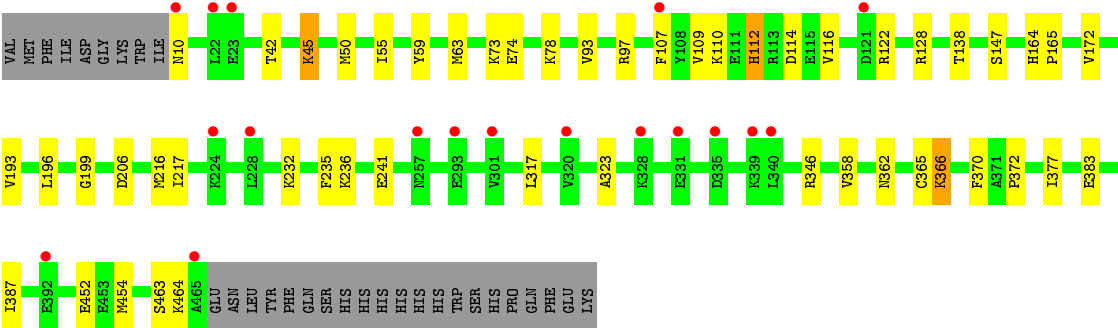 VAL MET PHE ILE ASP GLY LYS TRP ILE N10 L22 E23 T42 K45 M50 I55 Y59 M63 K73 E74 K78 V93 R97 F107 Y108 V109 K110 E111 H112 R113 D114 E115 V116 D121 R122 R128 T138 S147 H164 P165 V172
V193 L196 G199 D206 M216 I217 K224 L228 K232 F235 K236 E241 N257 E293 V301 L317 V320 A323 K328 E331 D335 K339 L340 R346 V358 N362 C365 K366 F370 A371 P372 I377 E383
I387 E392 E452 E453 M454 S463 K464 A465 GLU ASN LEU TYR PHE GLN SER HIS HIS HIS HIS HIS HIS TRP SER HIS PRO GLN PHE GLU LYS